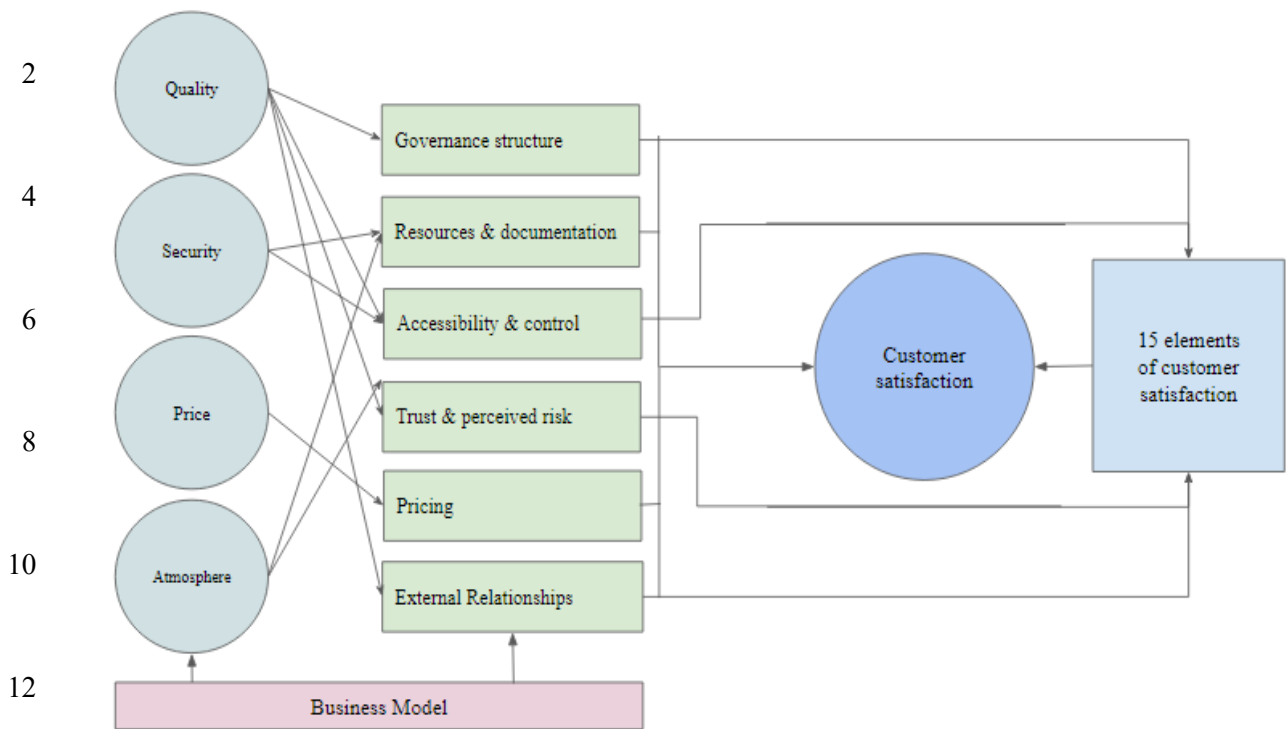 2
Quality
Governance structure
4
Resources & documentation
Security
6
Accessibility & control
Customer
satisfaction
15 elements
of customer
satisfaction
Price
Trust & perceived risk
8
Pricing
10
Atmosphere
External Relationships
12
Business Model